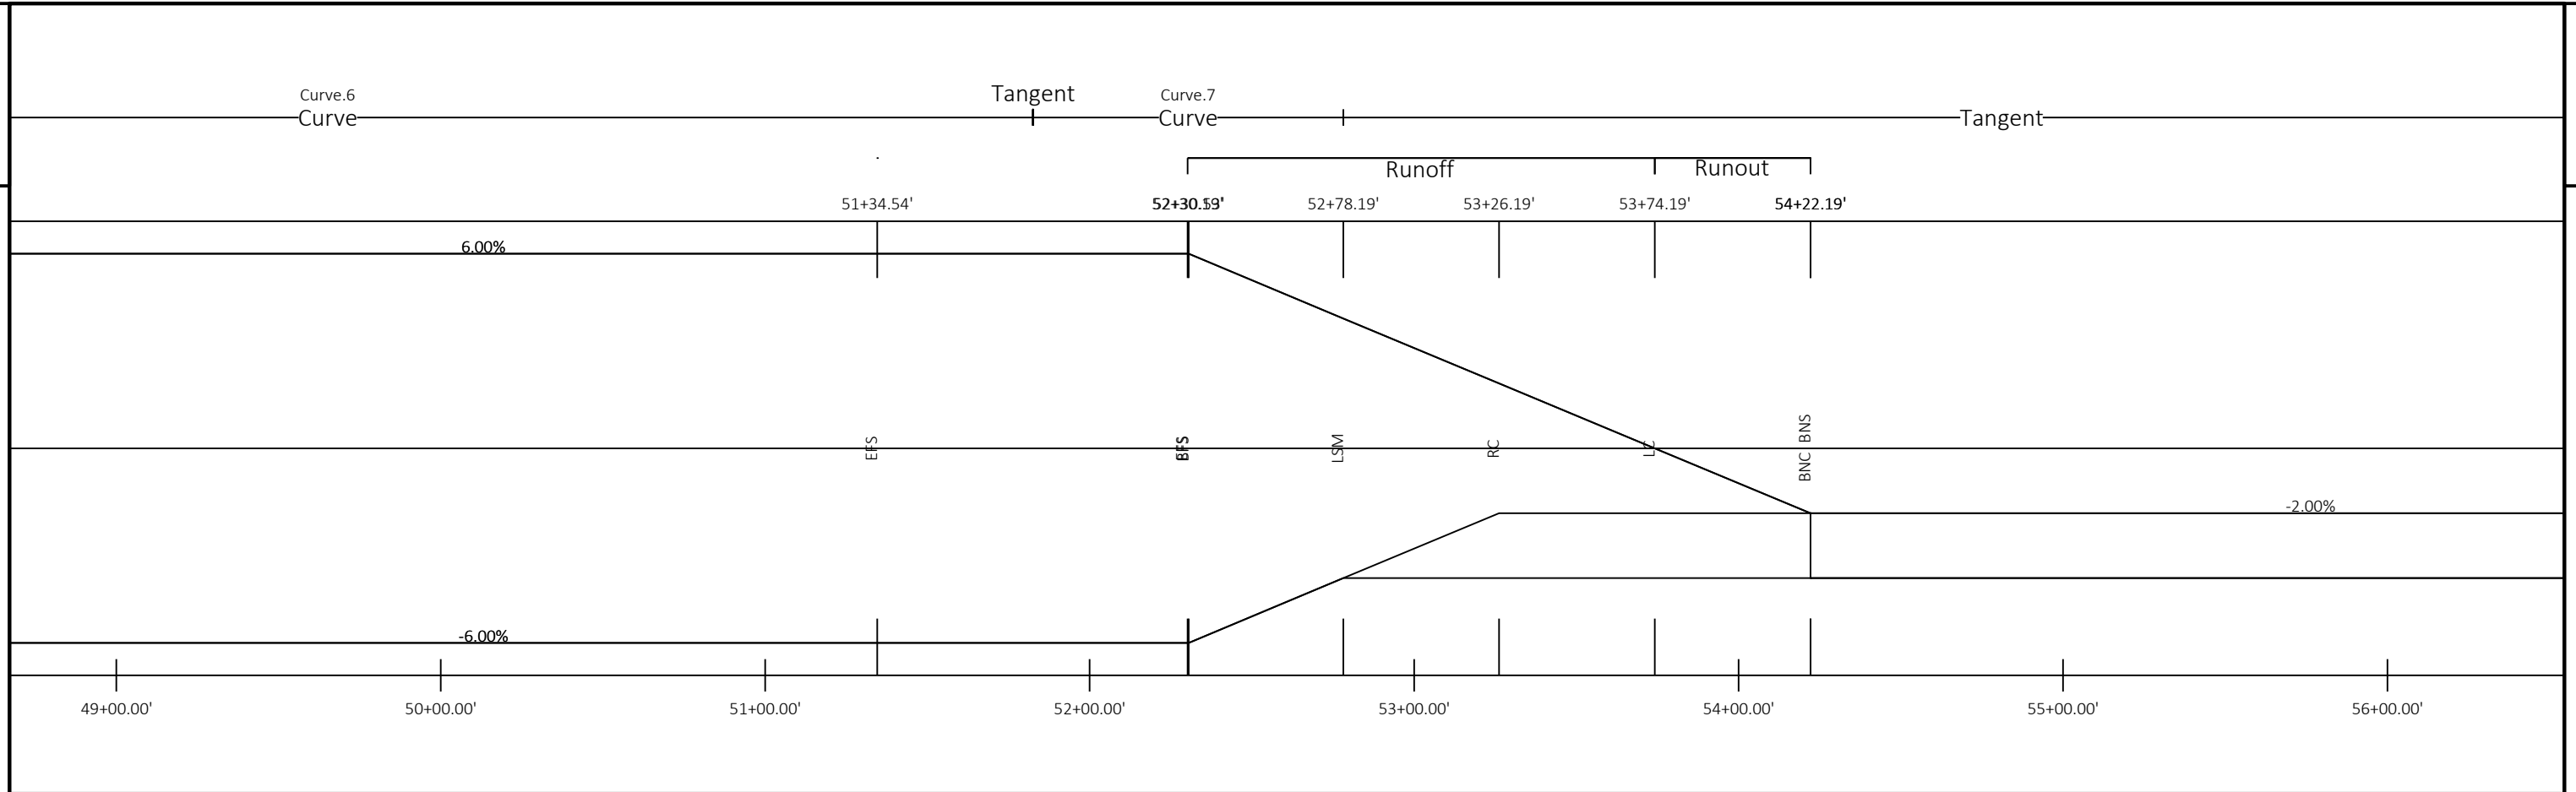 Curve.6
Tangent
Curve.7
Curve
Curve
Tangent
Runoff
Runout
51+34.54'
52+78.19'
53+26.19'
53+74.19'
54+22.19'
6.00%
EFS
LSM
RC
LC
BNC BNS
-2.00%
-6.00%
49+00.00'
50+00.00'
51+00.00'
52+00.00'
53+00.00'
54+00.00'
55+00.00'
56+00.00'